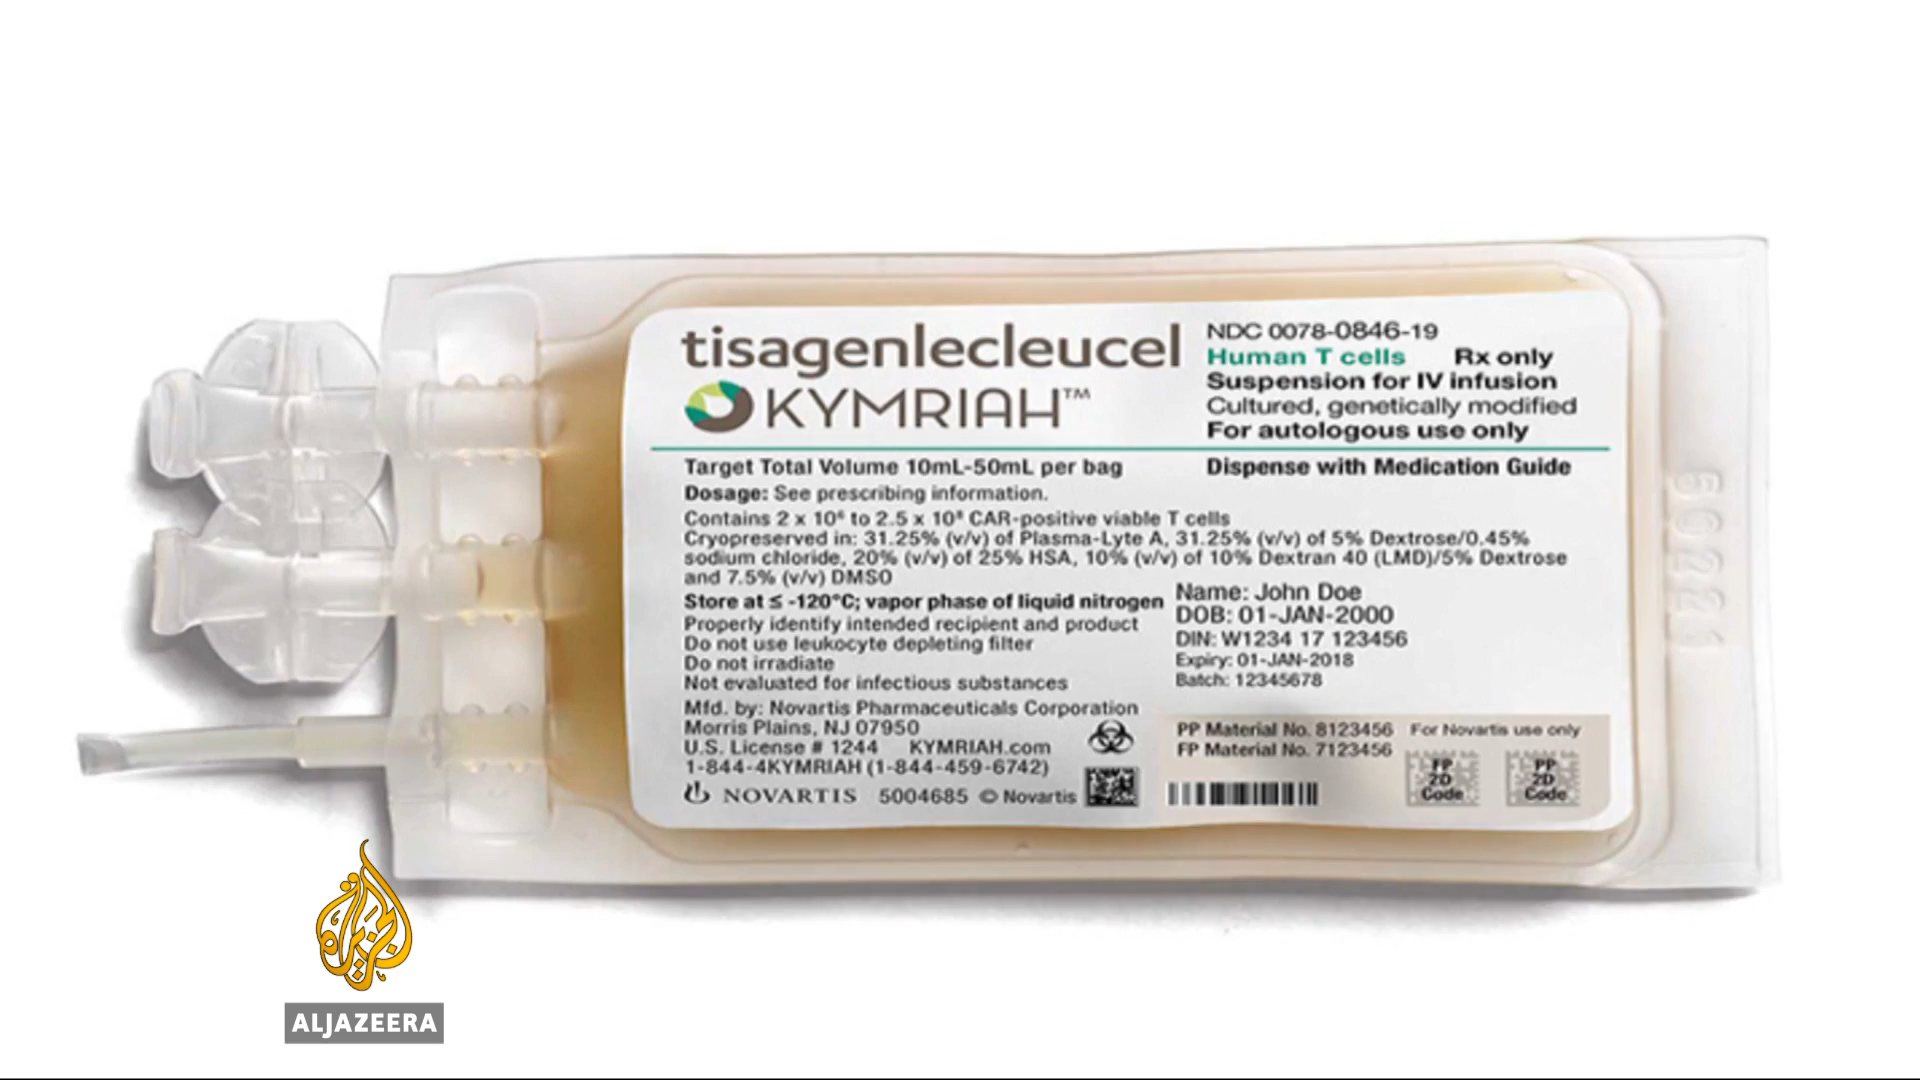 tisagenlecleucel
KYMRIAH™
NDC 0078-0846-19
Human T cells Rx only
Suspension for IV infusion
Cultured, genetically modified
For autologous use only
Target Total Volume 10mL-50mL per bag
Dispense with Medication Guide
Dosage: See prescribing information.
Contains 2 x 10⁶ to 2.5 x 10⁸ CAR-positive viable T cells
Cryopreserved in: 31.25% (v/v) of Plasma-Lyte A, 31.25% (v/v) of 5% Dextrose/0.45%
sodium chloride, 20% (v/v) of 25% HSA, 10% (v/v) of 10% Dextran 40 (LMD)/5% Dextrose
and 7.5% (v/v) DMSO
Store at ≤ -120°C; vapor phase of liquid nitrogen
Properly identify intended recipient and product
Do not use leukocyte depleting filter
Do not irradiate
Not evaluated for infectious substances
Name: John Doe
DOB: 01-JAN-2000
DIN: W1234 17 123456
Expiry: 01-JAN-2018
Batch: 12345678
Mfd. by: Novartis Pharmaceuticals Corporation
Morris Plains, NJ 07950
U.S. License # 1244 KYMRIAH.com
1-844-4KYMRIAH (1-844-459-6742)
NOVARTIS 5004685 © Novartis
PP Material No. 8123456 For Novartis use only
FP Material No. 7123456
FP
2D
Code
PP
2D
Code
الجزيرة
ALJAZEERA